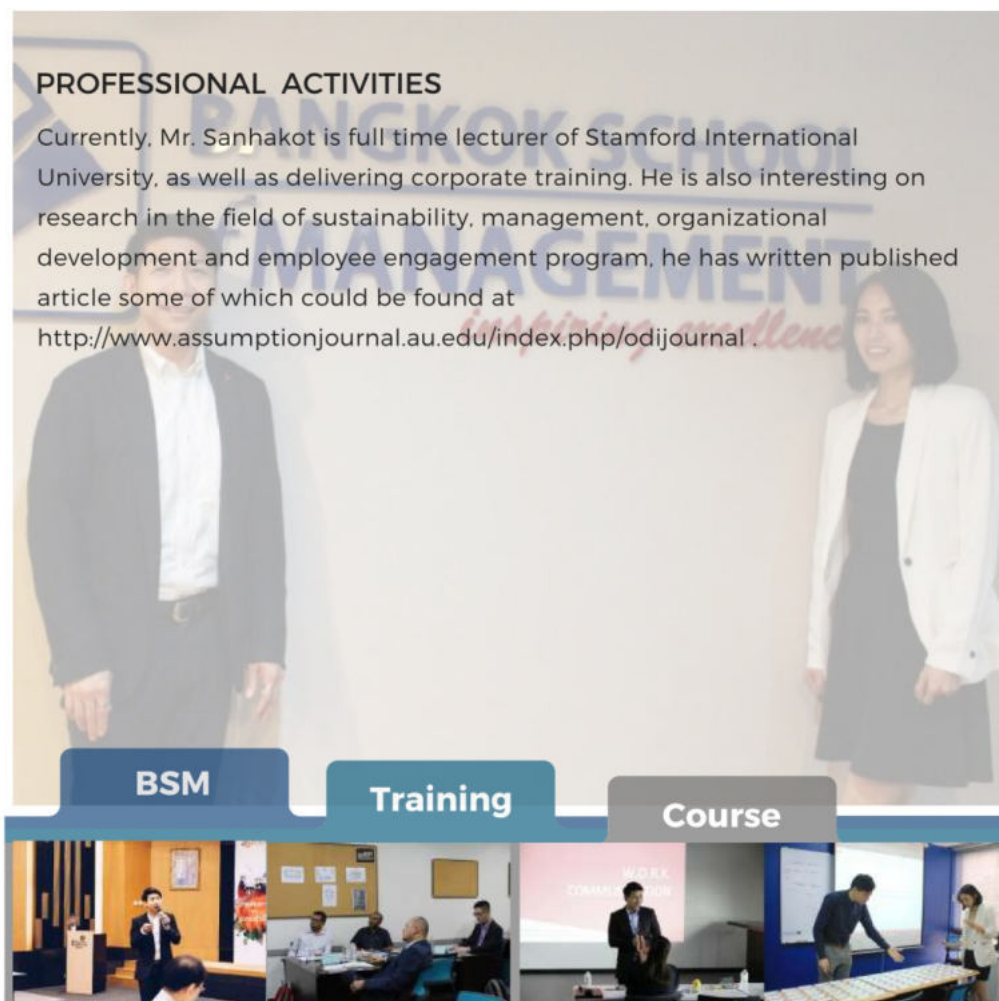 PROFESSIONAL ACTIVITIES
Currently, Mr. Sanhakot is full time lecturer of Stamford International
University, as well as delivering corporate training. He is also interesting on
research in the field of sustainability, management, organizational
development and employee engagement program, he has written published
article some of which could be found at
http://www.assumptionjournal.au.edu/index.php/odijournal .
BANGKOK SCHOOL
of MANAGEMENT
inspiring excellence
BSM
Training
Course
W.O.R.K.
COMMUNICATION